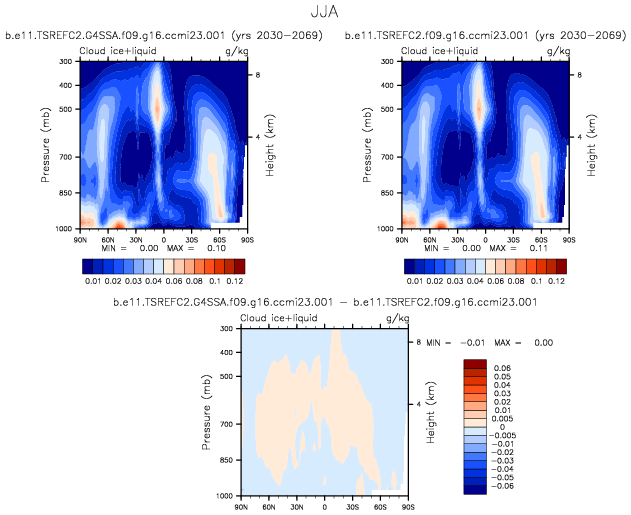 JJA
b.e11.TSREFC2.G4SSA.f09.g16.ccmi23.001 (yrs 2030-2069)
b.e11.TSREFC2.f09.g16.ccmi23.001 (yrs 2030-2069)
Cloud ice+liquid g/kg
Cloud ice+liquid g/kg
Pressure (mb)
300
400
500
700
850
1000
8
4
Height (km)
90N 60N 30N 0 30S 60S 90S
MIN = 0.00 MAX = 0.10
0.01 0.02 0.04 0.06 0.08 0.10 0.12
Pressure (mb)
300
400
500
700
850
1000
8
4
Height (km)
90N 60N 30N 0 30S 60S 90S
MIN = 0.00 MAX = 0.11
0.01 0.02 0.04 0.06 0.08 0.10 0.12
b.e11.TSREFC2.G4SSA.f09.g16.ccmi23.001 - b.e11.TSREFC2.f09.g16.ccmi23.001
Cloud ice+liquid g/kg
Pressure (mb)
300
400
500
700
850
1000
8
4
Height (km)
90N 60N 30N 0 30S 60S 90S
MIN = -0.01 MAX = 0.00
0.06
0.05
0.04
0.03
0.02
0.01
0.005
0
-0.005
-0.01
-0.02
-0.03
-0.04
-0.05
-0.06